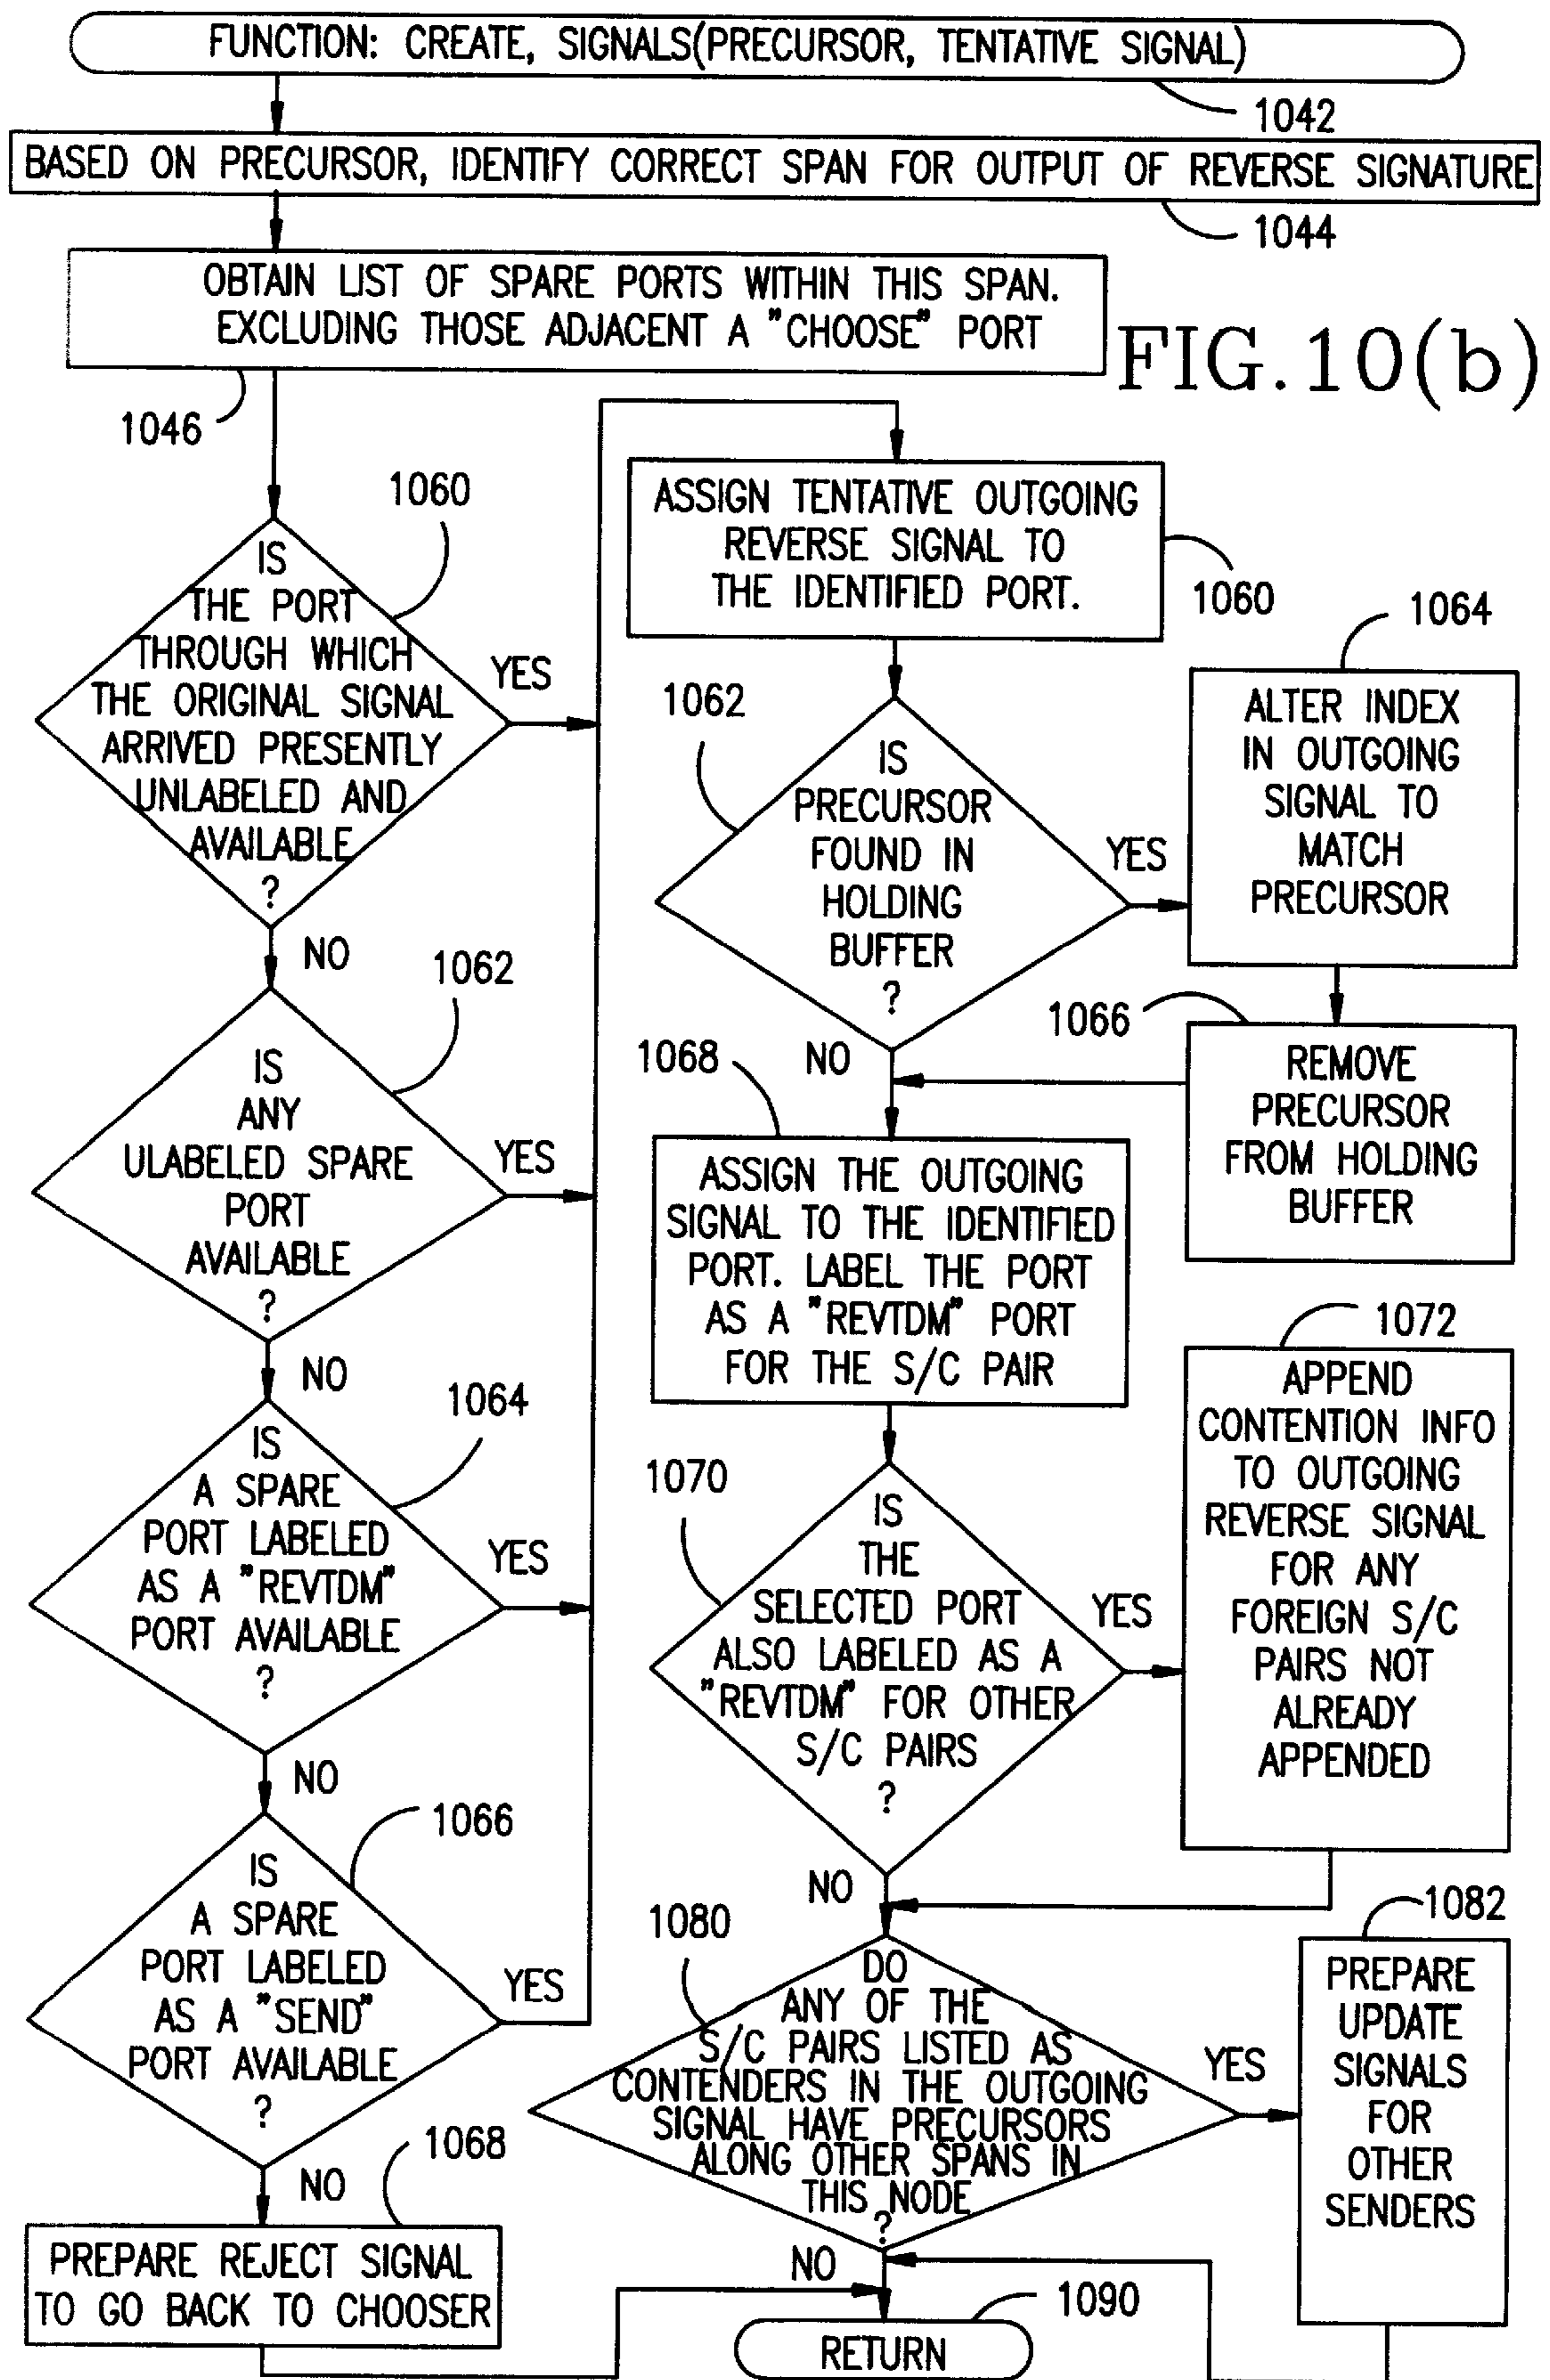 FUNCTION: CREATE, SIGNALS(PRECURSOR, TENTATIVE SIGNAL)
1042
BASED ON PRECURSOR, IDENTIFY CORRECT SPAN FOR OUTPUT OF REVERSE SIGNATURE
1044
OBTAIN LIST OF SPARE PORTS WITHIN THIS SPAN.
EXCLUDING THOSE ADJACENT A "CHOOSE" PORT
1046
FIG.10(b)
1060
IS
THE PORT
THROUGH WHICH
THE ORIGINAL SIGNAL
ARRIVED PRESENTLY
UNLABELED AND
AVAILABLE
?
YES
NO
1062
IS
ANY
ULABELED SPARE
PORT
AVAILABLE
?
YES
NO
1064
IS
A SPARE
PORT LABELED
AS A "REVTDM"
PORT AVAILABLE
?
YES
NO
1066
IS
A SPARE
PORT LABELED
AS A "SEND"
PORT AVAILABLE
?
YES
NO
1068
PREPARE REJECT SIGNAL
TO GO BACK TO CHOOSER
ASSIGN TENTATIVE OUTGOING
REVERSE SIGNAL TO
THE IDENTIFIED PORT.
1060
1062
IS
PRECURSOR
FOUND IN
HOLDING
BUFFER
?
YES
NO
1064
ALTER INDEX
IN OUTGOING
SIGNAL TO
MATCH
PRECURSOR
1066
REMOVE
PRECURSOR
FROM HOLDING
BUFFER
1068
ASSIGN THE OUTGOING
SIGNAL TO THE IDENTIFIED
PORT. LABEL THE PORT
AS A "REVTDM" PORT
FOR THE S/C PAIR
1070
IS
THE
SELECTED PORT
ALSO LABELED AS A
"REVTDM" FOR OTHER
S/C PAIRS
?
YES
NO
1072
APPEND
CONTENTION INFO
TO OUTGOING
REVERSE SIGNAL
FOR ANY
FOREIGN S/C
PAIRS NOT
ALREADY
APPENDED
1080
DO
ANY OF THE
S/C PAIRS LISTED AS
CONTENDERS IN THE OUTGOING
SIGNAL HAVE PRECURSORS
ALONG OTHER SPANS IN
THIS NODE
?
YES
NO
1082
PREPARE
UPDATE
SIGNALS
FOR
OTHER
SENDERS
1090
RETURN